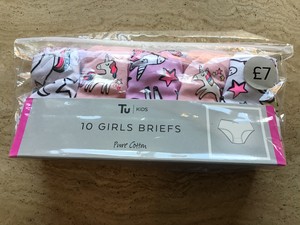 £7
Tu KIDS
10 GIRLS BRIEFS
Pure Cotton